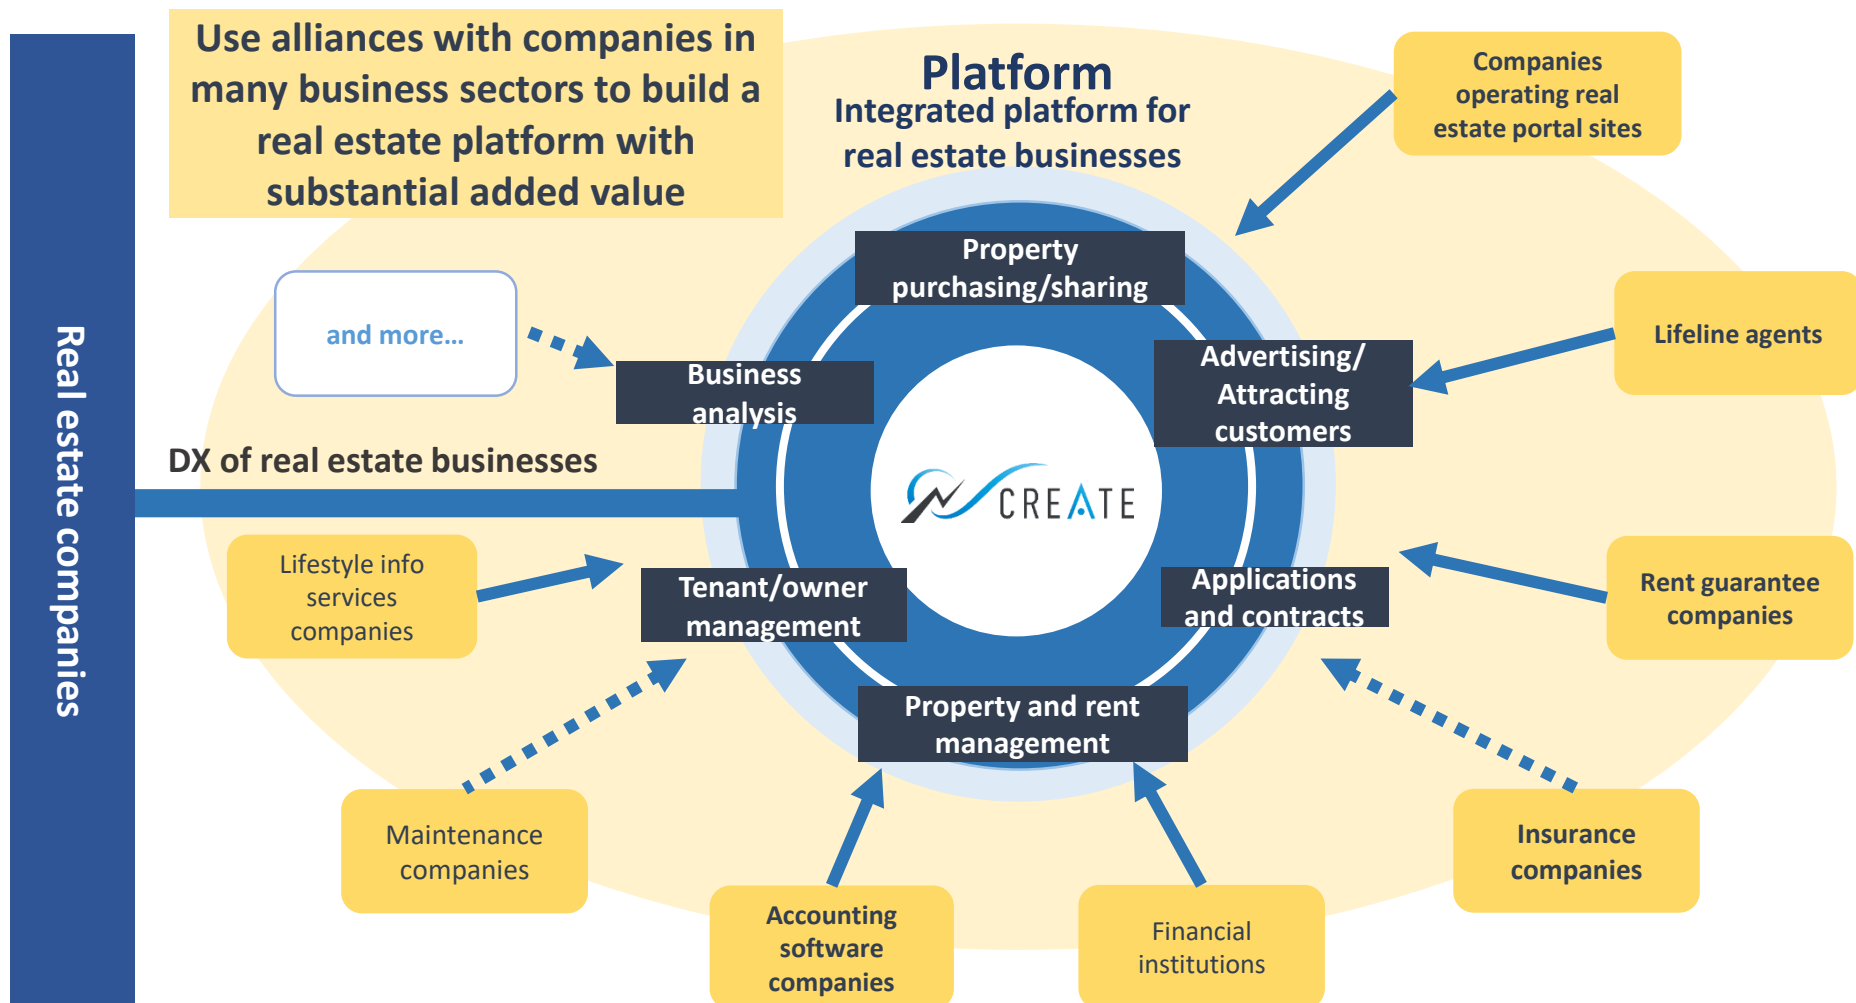 Use alliances with companies in
many business sectors to build a
real estate platform with
substantial added value
Platform
Integrated platform for
real estate businesses
Companies
operating real
estate portal sites
Property
purchasing/sharing
and more...
Lifeline agents
Advertising/
Attracting
customers
Business
analysis
Real estate companies
DX of real estate businesses
CREATE
Lifestyle info
services
companies
Tenant/owner
management
Applications
and contracts
Rent guarantee
companies
Property and rent
management
Maintenance
companies
Insurance
companies
Accounting
software
companies
Financial
institutions